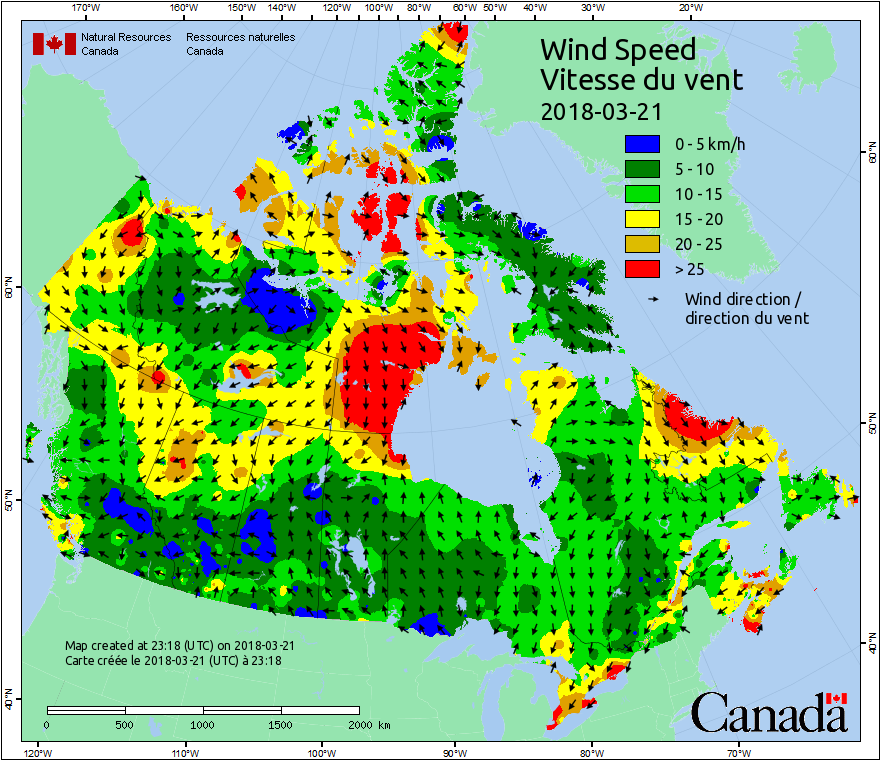 170°W 160°W 150°W 140°W 130°W 120°W 110°W 100°W 90°W 80°W 70°W 60°W 50°W 40°W 30°W 20°W
Natural Resources Canada
Ressources naturelles Canada
Wind Speed
Vitesse du vent
2018-03-21
0 - 5 km/h
5 - 10
10 - 15
15 - 20
20 - 25
> 25
Wind direction /
direction du vent
60°N
60°N
50°N
50°N
40°N
40°N
Map created at 23:18 (UTC) on 2018-03-21
Carte créée le 2018-03-21 (UTC) à 23:18
0 500 1000 1500 2000 km
Canada
120°W 110°W 100°W 90°W 80°W 70°W